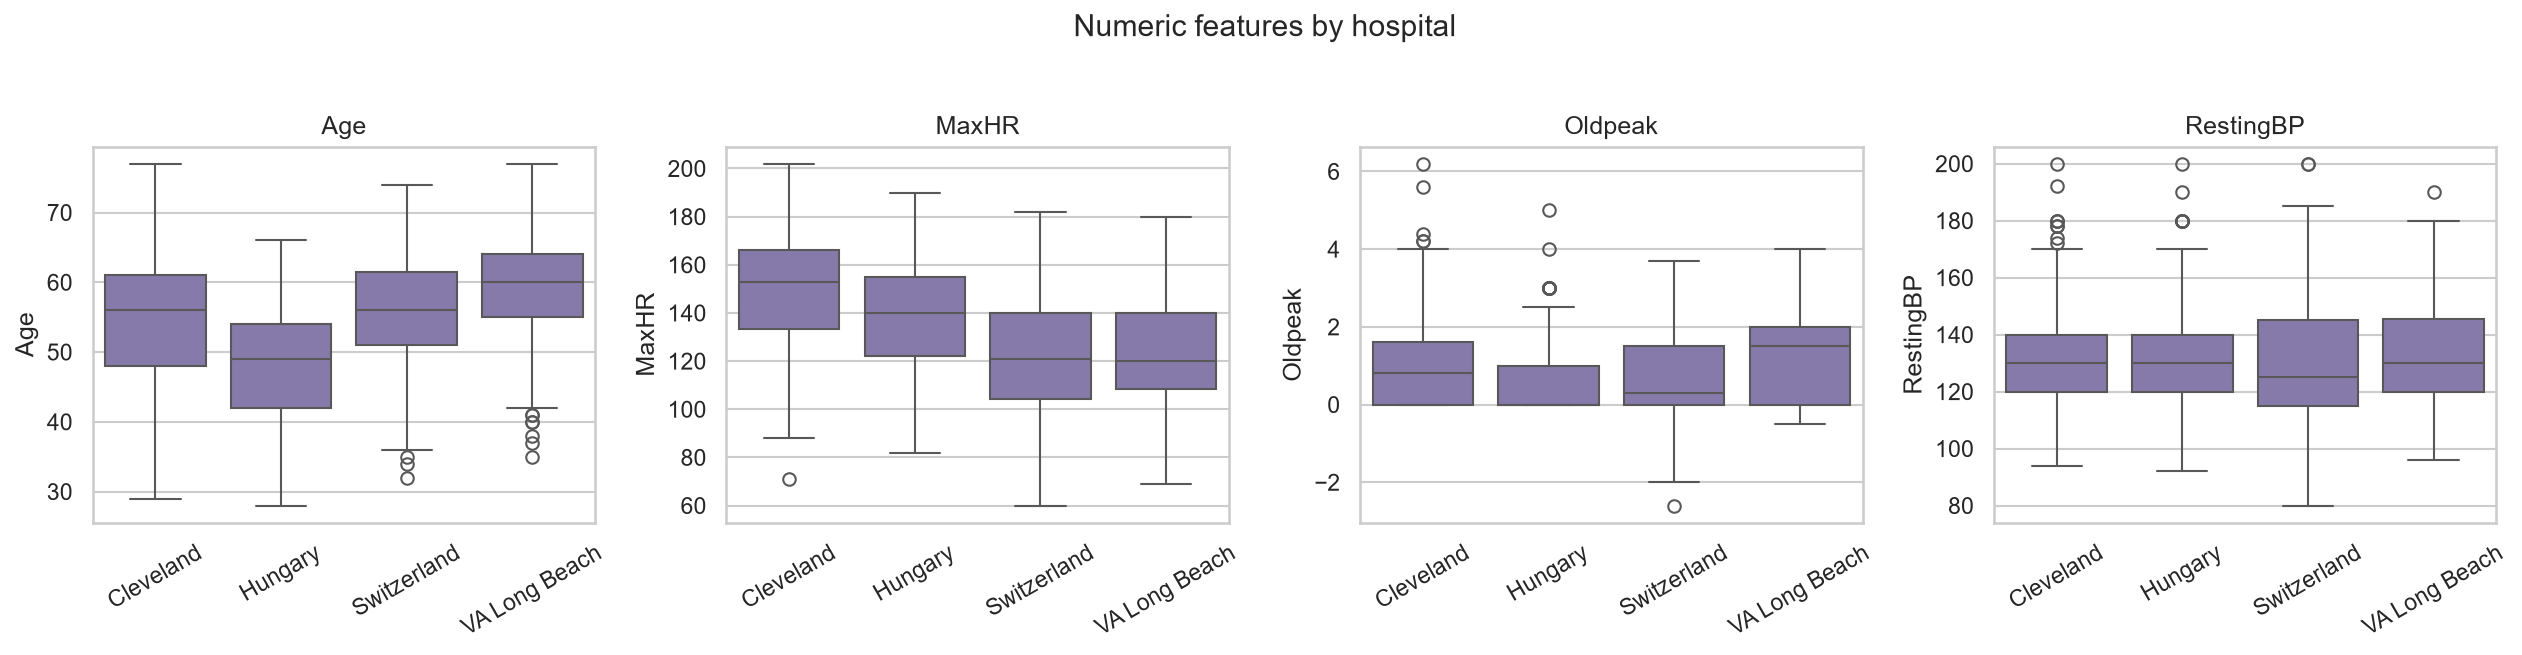 Numeric features by hospital
Age
Age
70
60
50
40
30
Cleveland
Hungary
Switzerland
VA Long Beach
MaxHR
MaxHR
200
180
160
140
120
100
80
60
Cleveland
Hungary
Switzerland
VA Long Beach
Oldpeak
Oldpeak
6
4
2
0
−2
Cleveland
Hungary
Switzerland
VA Long Beach
RestingBP
RestingBP
200
180
160
140
120
100
80
Cleveland
Hungary
Switzerland
VA Long Beach